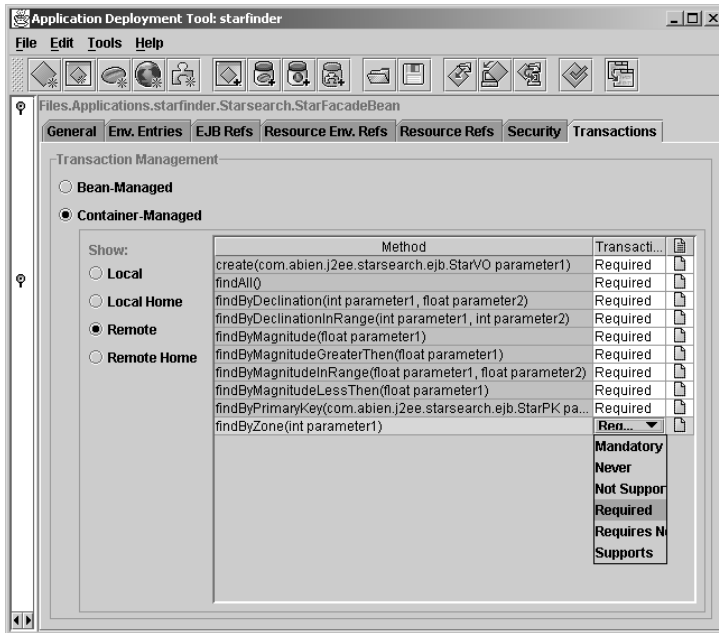 Application Deployment Tool: starfinder
File Edit Tools Help
Files.Applications.starfinder.Starsearch.StarFacadeBean
General Env. Entries EJB Refs Resource Env. Refs Resource Refs Security Transactions
Transaction Management
Bean-Managed
Container-Managed
Show:
Local
Local Home
Remote
Remote Home
Method Transacti...
create(com.abien.j2ee.starsearch.ejb.StarVO parameter1) Required
findAll() Required
findByDeclination(int parameter1, float parameter2) Required
findByDeclinationInRange(int parameter1, int parameter2) Required
findByMagnitude(float parameter1) Required
findByMagnitudeGreaterThen(float parameter1) Required
findByMagnitudeInRange(float parameter1, float parameter2) Required
findByMagnitudeLessThen(float parameter1) Required
findByPrimaryKey(com.abien.j2ee.starsearch.ejb.StarPK pa... Required
findByZone(int parameter1) Req...
Mandatory
Never
Not Suppor
Required
Requires N
Supports